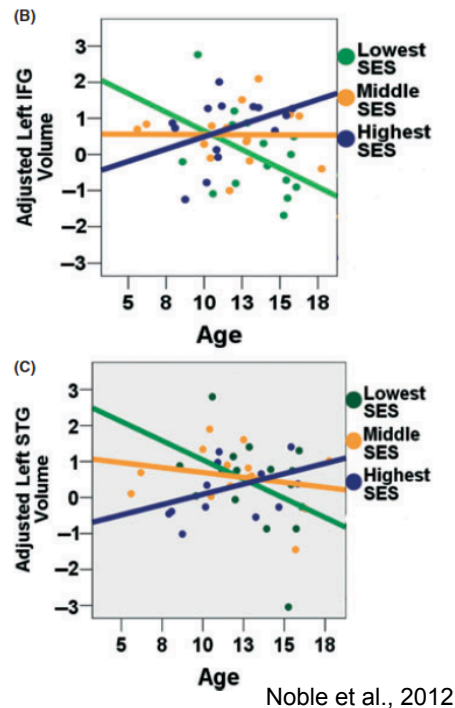 (B)
3
2
1
0
–1
–2
–3
Adjusted Left IFG
Volume
5 8 10 13 15 18
Age
Lowest
SES
Middle
SES
Highest
SES
(C)
3
2
1
0
–1
–2
–3
Adjusted Left STG
Volume
5 8 10 13 15 18
Age
Lowest
SES
Middle
SES
Highest
SES
Noble et al., 2012